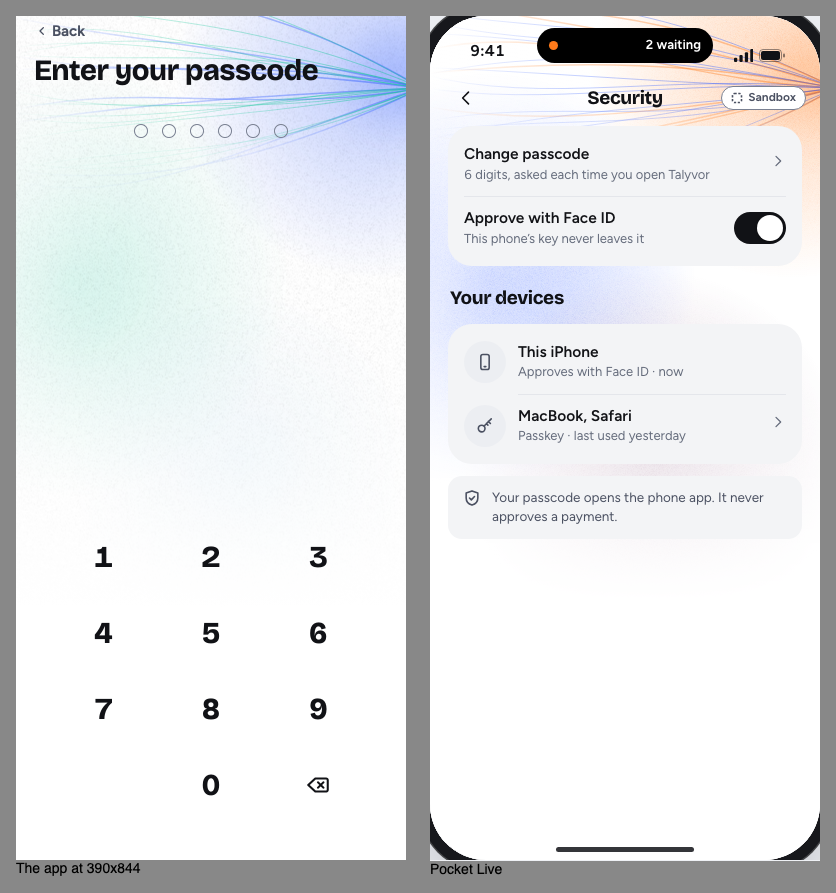 Back
Enter your passcode
1 2 3
4 5 6
7 8 9
0
The app at 390x844
9:41
2 waiting
Security
Sandbox
Change passcode
6 digits, asked each time you open Talyvor
Approve with Face ID
This phone’s key never leaves it
Your devices
This iPhone
Approves with Face ID · now
MacBook, Safari
Passkey · last used yesterday
Your passcode opens the phone app. It never
approves a payment.
Pocket Live